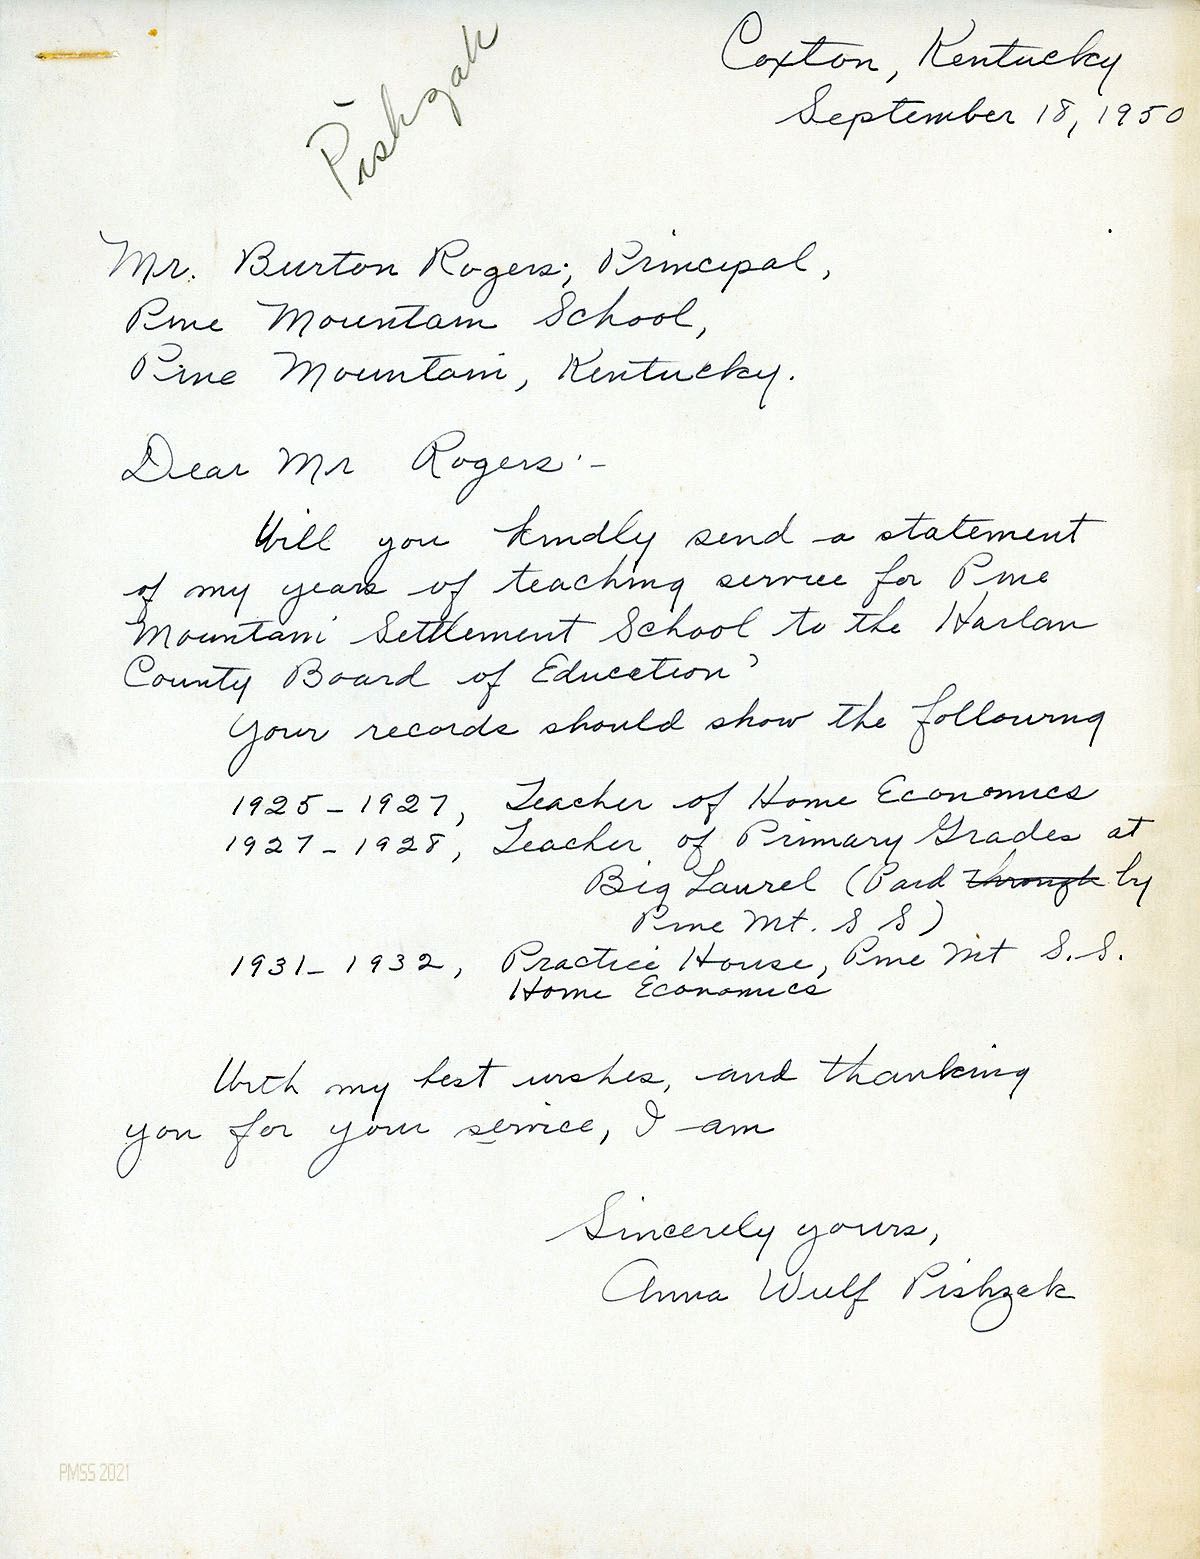 Pishzak
Coxton, Kentucky
September 18, 1950
Mr. Burton Rogers, Principal,
Pine Mountain School,
Pine Mountain, Kentucky.
Dear Mr Rogers:-
Will you kindly send a statement
of my years of teaching service for Pine
Mountain Settlement School to the Harlan
County Board of Education?
Your records should show the following
1925-1927, Teacher of Home Economics
1927-1928, Teacher of Primary Grades at
Big Laurel (Paid through by
Pine Mt. S S)
1931-1932, Practice House, Pine Mt S.S.
Home Economics
With my best wishes, and thanking
you for your service, I am
Sincerely yours,
Anna Wulf Pishzak
PMSS 2021